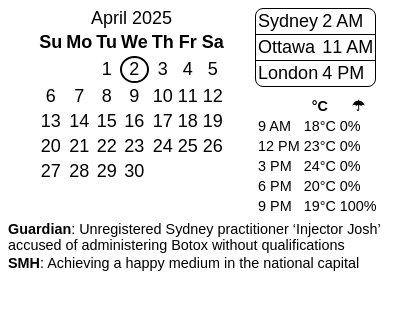 April 2025
Su Mo Tu We Th Fr Sa
1 2 3 4 5
6 7 8 9 10 11 12
13 14 15 16 17 18 19
20 21 22 23 24 25 26
27 28 29 30
Sydney 2 AM
Ottawa 11 AM
London 4 PM
°C ☂
9 AM 18°C 0%
12 PM 23°C 0%
3 PM 24°C 0%
6 PM 20°C 0%
9 PM 19°C 100%
Guardian: Unregistered Sydney practitioner ‘Injector Josh’
accused of administering Botox without qualifications
SMH: Achieving a happy medium in the national capital